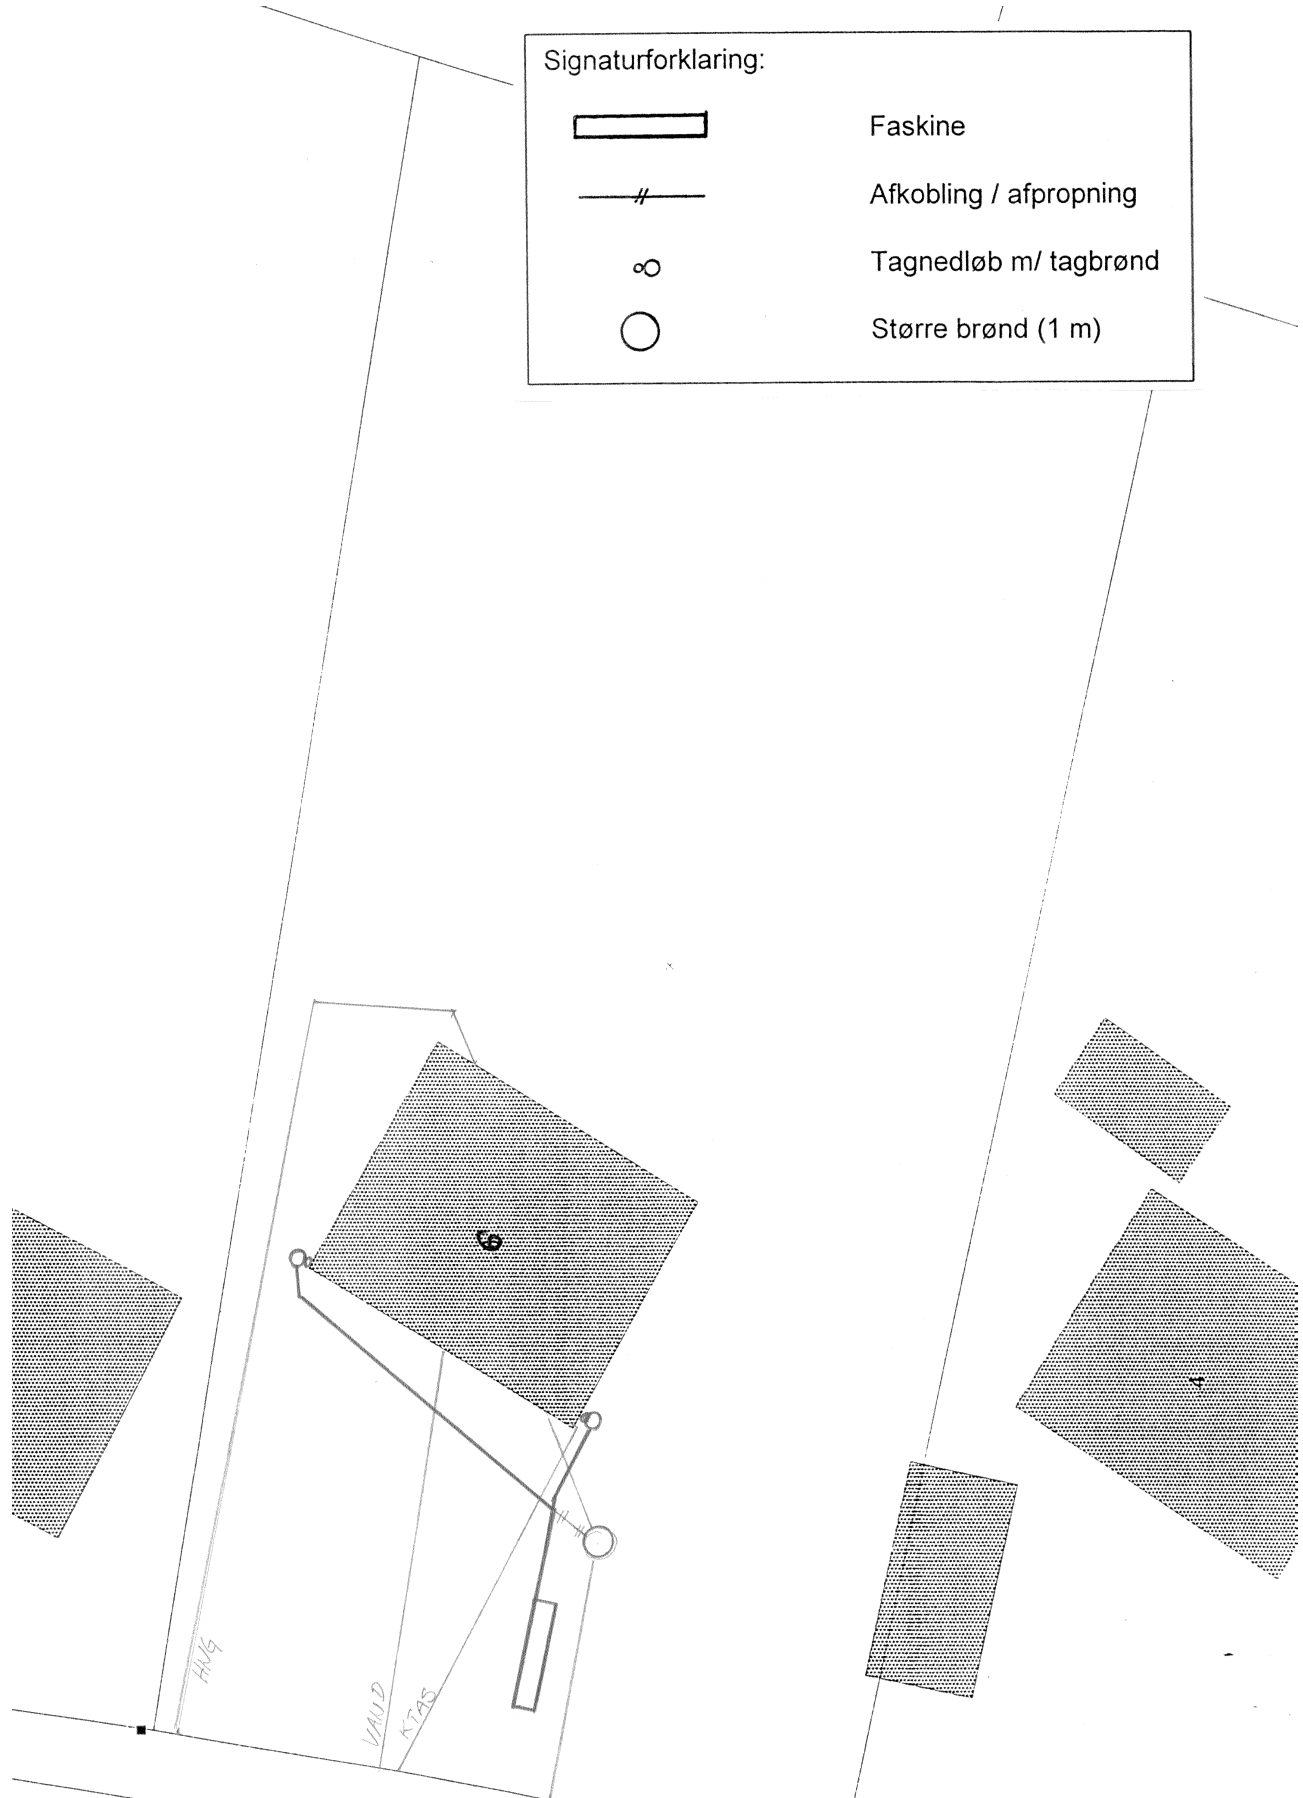 Signaturforklaring:
Faskine
Afkobling / afpropning
Tagnedløb m/ tagbrønd
Større brønd (1 m)
6
4
HNG
VAND
KTAS